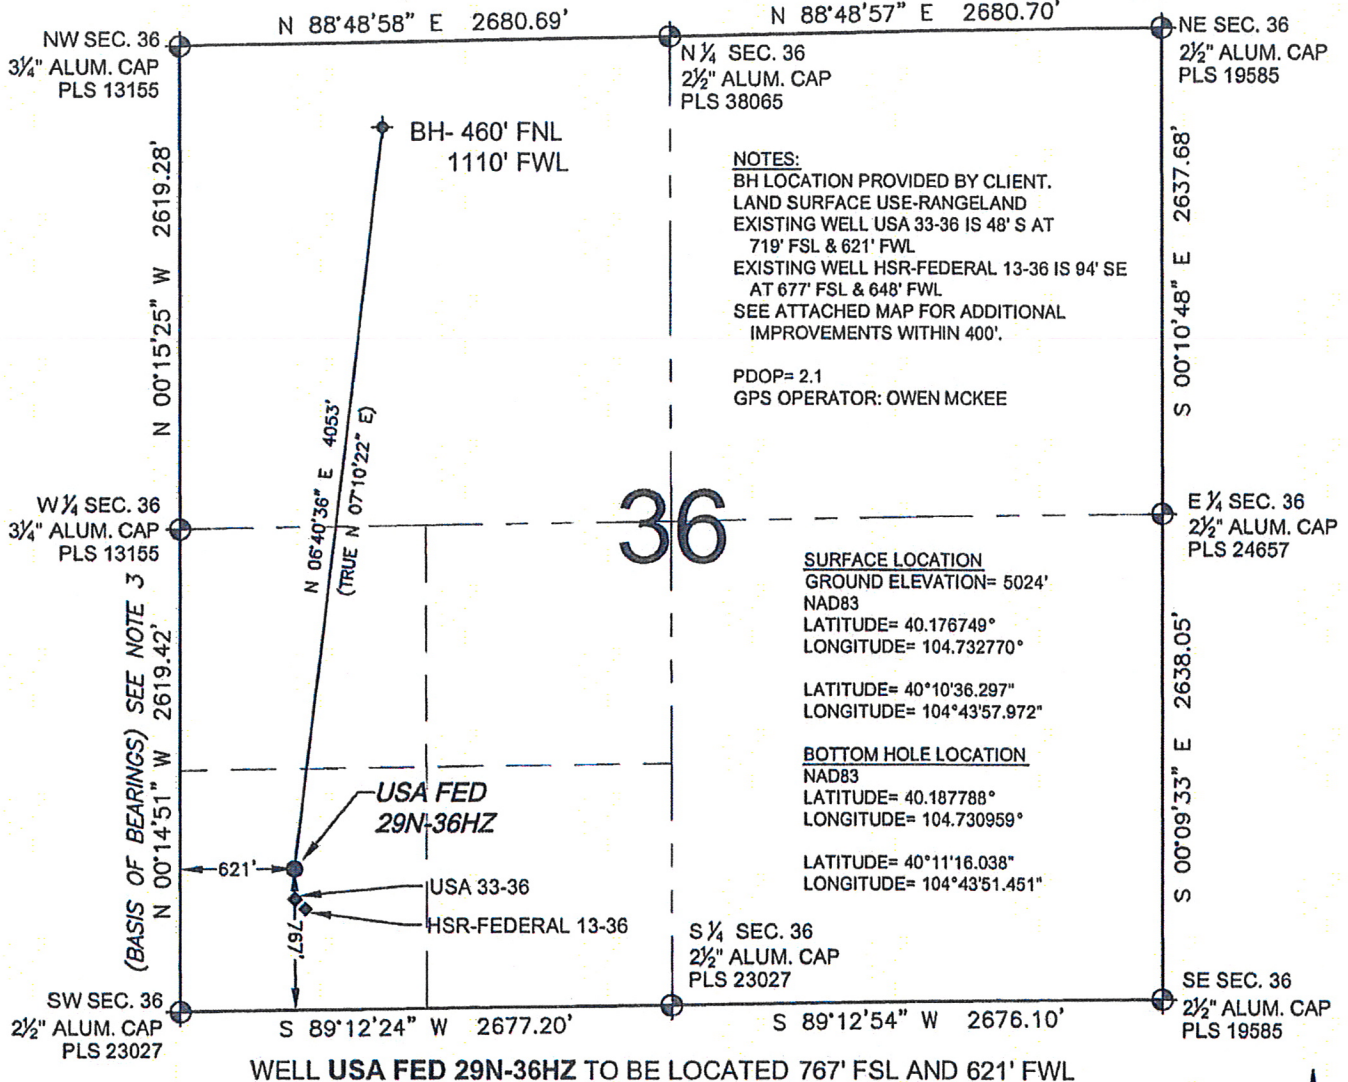 N 88°48'58" E 2680.69'
N 88°48'57" E 2680.70'
NW SEC. 36
3¼" ALUM. CAP
PLS 13155
N ¼ SEC. 36
2½" ALUM. CAP
PLS 38065
NE SEC. 36
2½" ALUM. CAP
PLS 19585
BH- 460' FNL
1110' FWL
NOTES:
BH LOCATION PROVIDED BY CLIENT.
LAND SURFACE USE-RANGELAND
EXISTING WELL USA 33-36 IS 48' S AT
719' FSL & 621' FWL
EXISTING WELL HSR-FEDERAL 13-36 IS 94' SE
AT 677' FSL & 648' FWL
SEE ATTACHED MAP FOR ADDITIONAL
IMPROVEMENTS WITHIN 400'.
PDOP= 2.1
GPS OPERATOR: OWEN MCKEE
N 00°15'25" W 2619.28'
S 00°10'48" E 2637.68'
N 06°40'36" E 4053'
(TRUE N 07°10'22" E)
W ¼ SEC. 36
3¼" ALUM. CAP
PLS 13155
36
E ¼ SEC. 36
2½" ALUM. CAP
PLS 24657
SURFACE LOCATION
GROUND ELEVATION= 5024'
NAD83
LATITUDE= 40.176749°
LONGITUDE= 104.732770°
LATITUDE= 40°10'36.297"
LONGITUDE= 104°43'57.972"
BOTTOM HOLE LOCATION
NAD83
LATITUDE= 40.187788°
LONGITUDE= 104.730959°
LATITUDE= 40°11'16.038"
LONGITUDE= 104°43'51.451"
(BASIS OF BEARINGS) SEE NOTE 3
N 00°14'51" W 2619.42'
S 00°09'33" E 2638.05'
USA FED
29N-36HZ
621'
USA 33-36
HSR-FEDERAL 13-36
767'
S ¼ SEC. 36
2½" ALUM. CAP
PLS 23027
SW SEC. 36
2½" ALUM. CAP
PLS 23027
SE SEC. 36
2½" ALUM. CAP
PLS 19585
S 89°12'24" W 2677.20'
S 89°12'54" W 2676.10'
WELL USA FED 29N-36HZ TO BE LOCATED 767' FSL AND 621' FWL